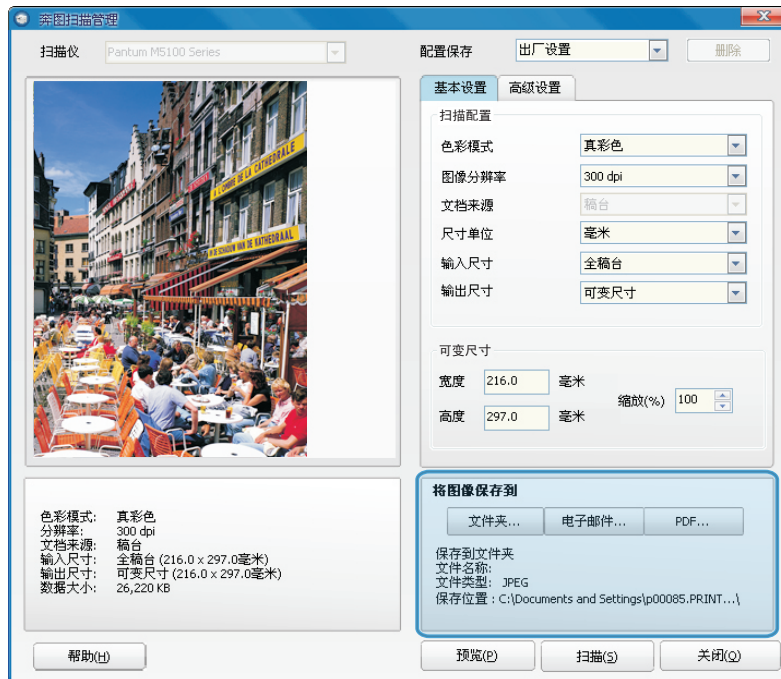 奔图扫描管理
扫描仪 Pantum M5100 Series
配置保存 出厂设置 删除
基本设置 高级设置
扫描配置
色彩模式 真彩色
图像分辨率 300 dpi
文档来源 稿台
尺寸单位 毫米
输入尺寸 全稿台
输出尺寸 可变尺寸
可变尺寸
宽度 216.0 毫米
缩放(%) 100
高度 297.0 毫米
A L'OMBRE DE LA CATHEDRALE
IN DE SCHADUW VAN DE KATHEDRAAL
色彩模式: 真彩色
分辨率: 300 dpi
文档来源: 稿台
输入尺寸: 全稿台 (216.0 x 297.0毫米)
输出尺寸: 可变尺寸 (216.0 x 297.0毫米)
数据大小: 26,220 KB
将图像保存到
文件夹... 电子邮件... PDF...
保存到文件夹
文件名称:
文件类型: JPEG
保存位置 : C:\Documents and Settings\p00085.PRINT...\
帮助(H)
预览(P) 扫描(S) 关闭(Q)